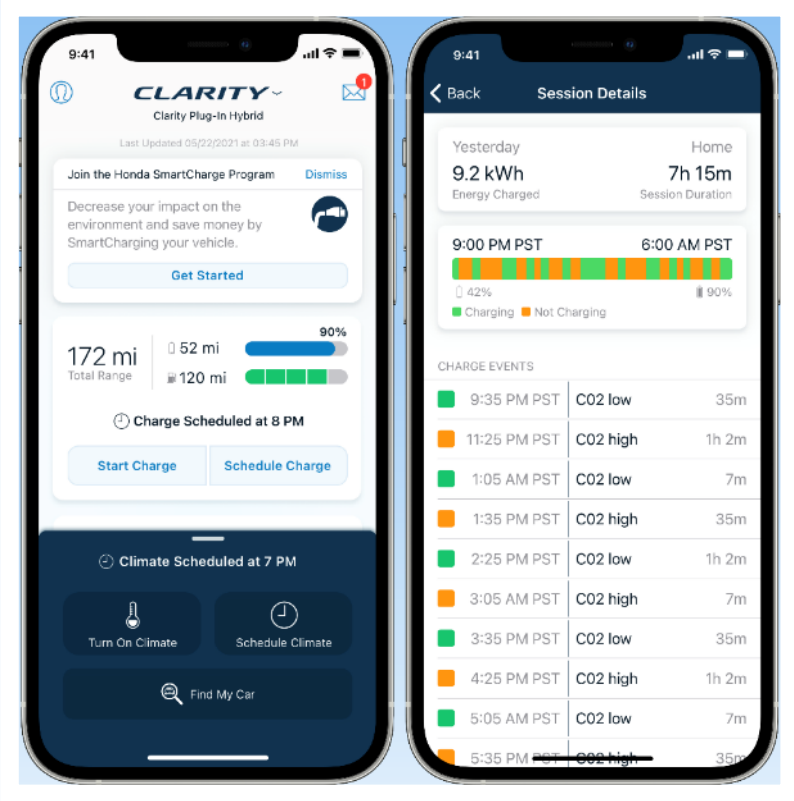 9:41
CLARITY
1
Clarity Plug-In Hybrid
Last Updated 05/22/2021 at 03:45 PM
Join the Honda SmartCharge Program Dismiss
Decrease your impact on the
environment and save money by
SmartCharging your vehicle.
Get Started
90%
172 mi
Total Range
52 mi
120 mi
Charge Scheduled at 8 PM
Start Charge Schedule Charge
Climate Scheduled at 7 PM
Turn On Climate Schedule Climate
Find My Car
9:41
Back Session Details
Yesterday Home
9.2 kWh 7h 15m
Energy Charged Session Duration
9:00 PM PST 6:00 AM PST
42% 90%
Charging Not Charging
CHARGE EVENTS
9:35 PM PST C02 low 35m
11:25 PM PST C02 high 1h 2m
1:05 AM PST C02 low 7m
1:35 PM PST C02 high 35m
2:25 PM PST C02 low 1h 2m
3:05 AM PST C02 high 7m
3:35 PM PST C02 low 35m
4:25 PM PST C02 high 1h 2m
5:05 AM PST C02 low 7m
5:35 PM PST C02 high 35m